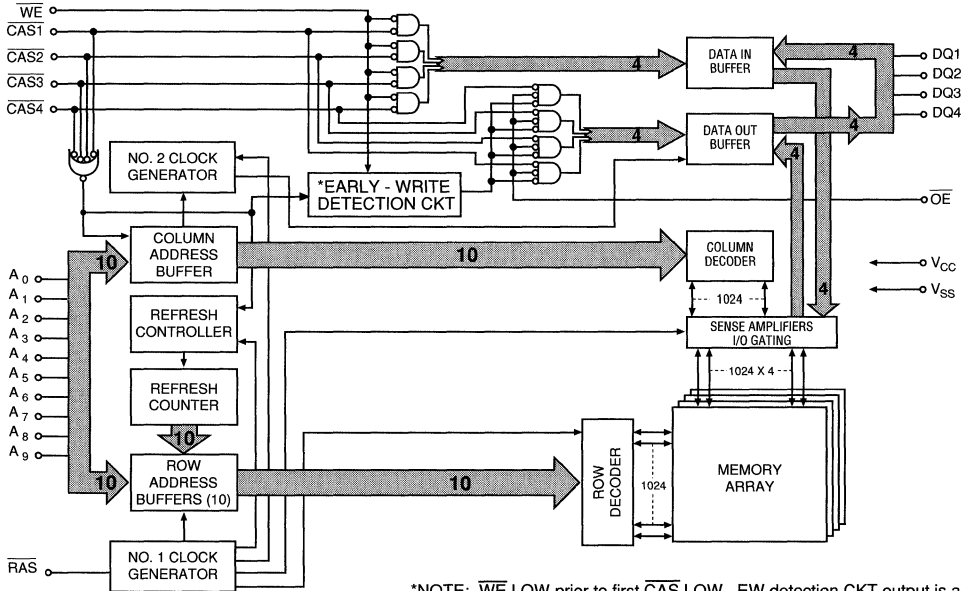 WE
CAS1
CAS2
CAS3
CAS4
4
DATA IN
BUFFER
4
DQ1
DQ2
DQ3
DQ4
4
DATA OUT
BUFFER
4
4
NO. 2 CLOCK
GENERATOR
*EARLY - WRITE
DETECTION CKT
OE
10
COLUMN
ADDRESS
BUFFER
10
COLUMN
DECODER
4
VCC
VSS
A0
A1
A2
A3
A4
A5
A6
A7
A8
A9
1024
REFRESH
CONTROLLER
SENSE AMPLIFIERS
I/O GATING
1024 X 4
REFRESH
COUNTER
10
10
ROW
ADDRESS
BUFFERS (10)
10
ROW
DECODER
1024
MEMORY
ARRAY
RAS
NO. 1 CLOCK
GENERATOR
*NOTE: WE LOW prior to first CAS LOW, EW detection CKT output is a